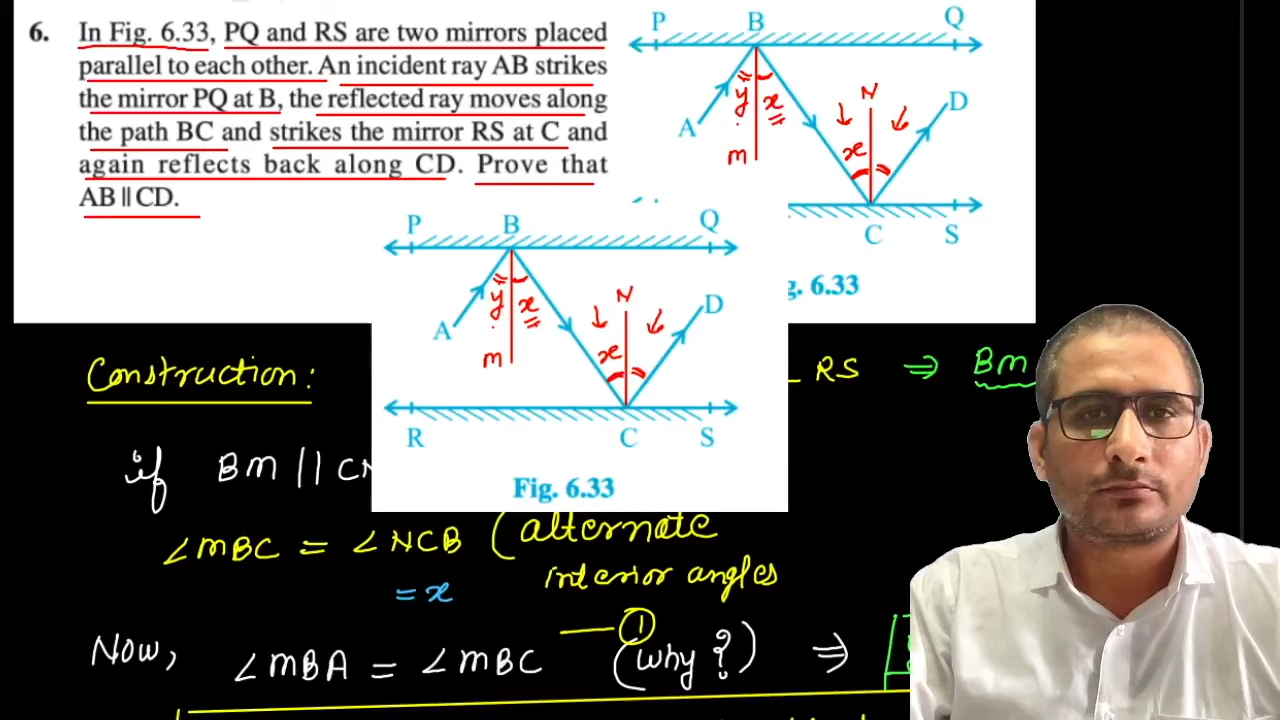 6. In Fig. 6.33, PQ and RS are two mirrors placed
parallel to each other. An incident ray AB strikes
the mirror PQ at B, the reflected ray moves along
the path BC and strikes the mirror RS at C and
again reflects back along CD. Prove that
AB || CD.
P B Q
A y x N D
m x
C S
g. 6.33
P B Q
A y x N D
m x
R C S
Fig. 6.33
Construction:
RS ⇒ Bm
if Bm || CN
∠MBC = ∠NCB (alternate
interior angles
= x
Now, ∠MBA = ∠MBC (why?) ⇒
— ①